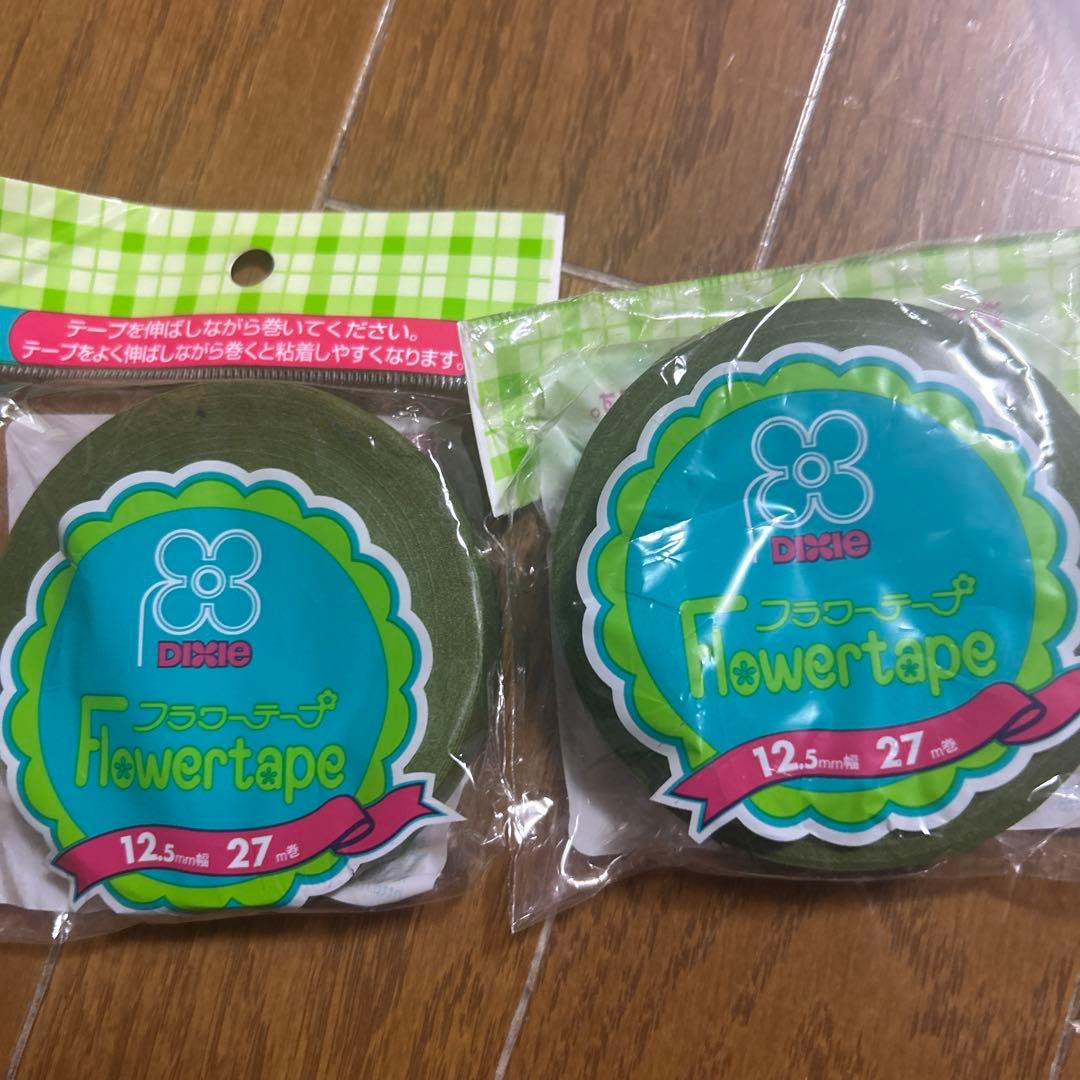 テープを伸ばしながら巻いてください。
テープをよく伸ばしながら巻くと粘着しやすくなります。
DIXIE
フラワーテープ
Flowertape
12.5mm幅 27m巻
DIXIE
フラワーテープ
Flowertape
12.5mm幅 27m巻
す。